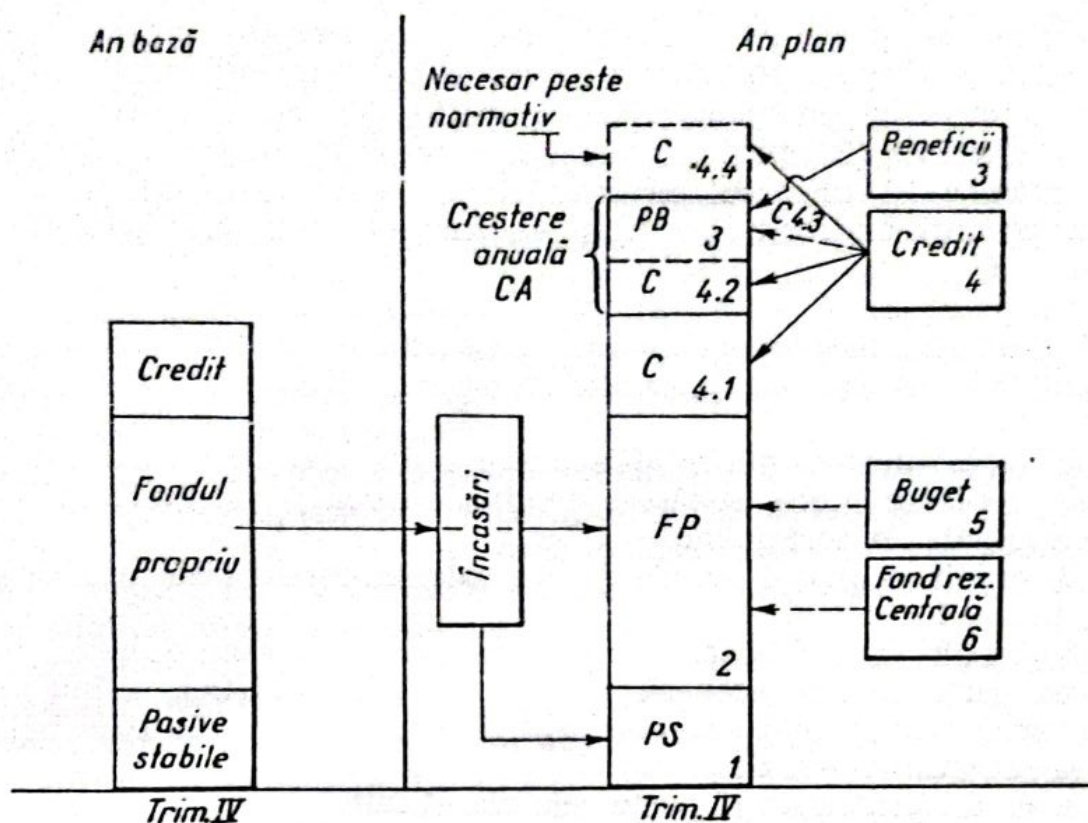 An bază
An plan
Necesar peste
normativ
C
4.4
Beneficii
3
Creștere
anuală
CA
PB
3
C4.3
Credit
4
C
4.2
Credit
C
4.1
Fondul
propriu
Încasări
FP
2
Buget
5
Fond rez.
Centrală
6
Pasive
stabile
PS
1
Trim. IV
Trim. IV